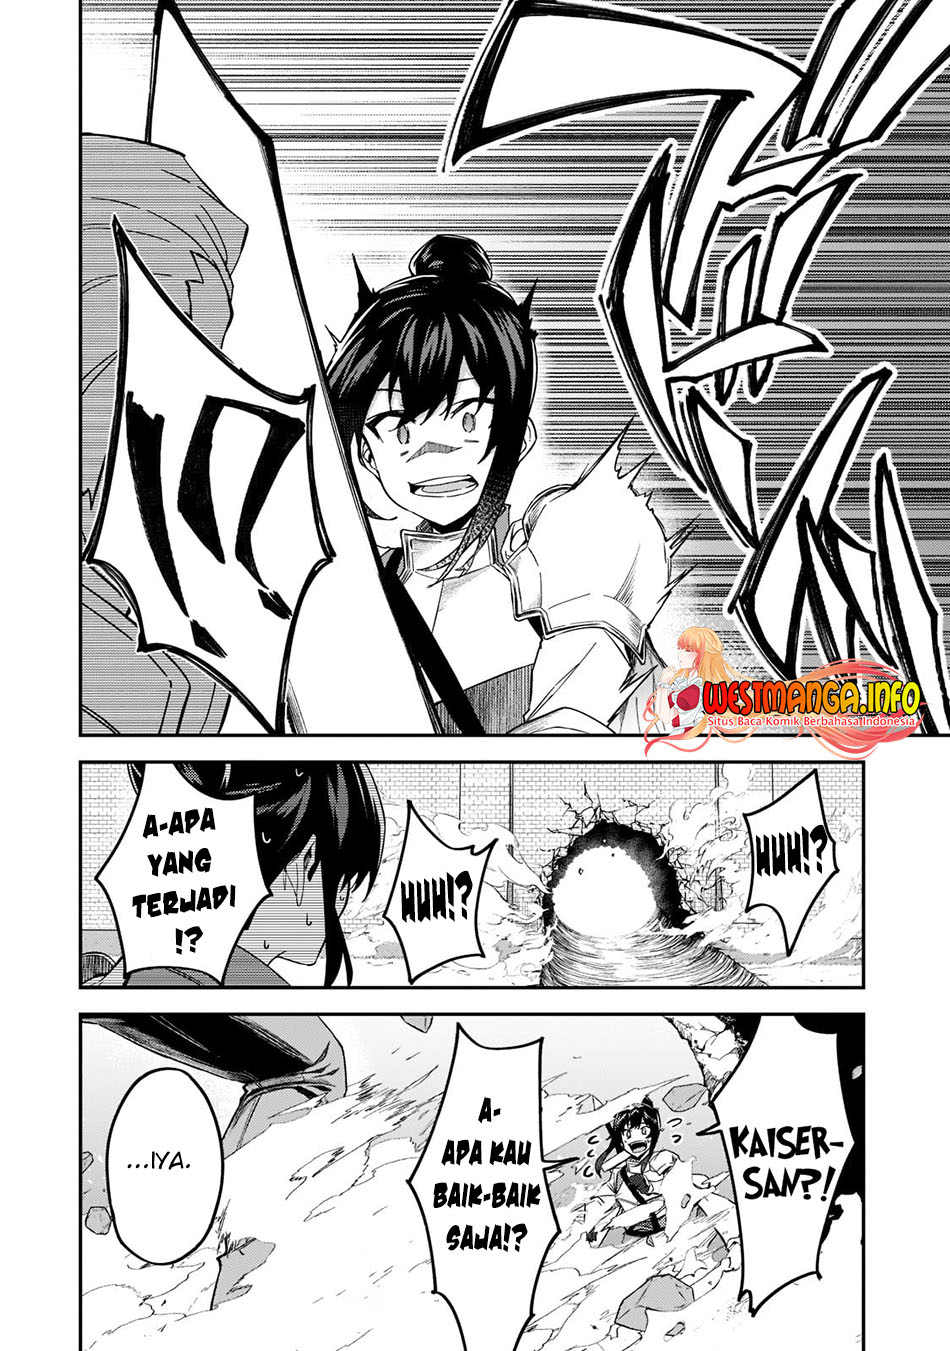 !!
WESTMANGA.INFO
Situs Baca Komik Berbahasa Indonesia
HUH!?
HUH!?
A-APA
YANG
TERJADI
!?
KAISER-
SAN?!
A-
APA KAU
BAIK-BAIK
SAJA!?
...IYA.